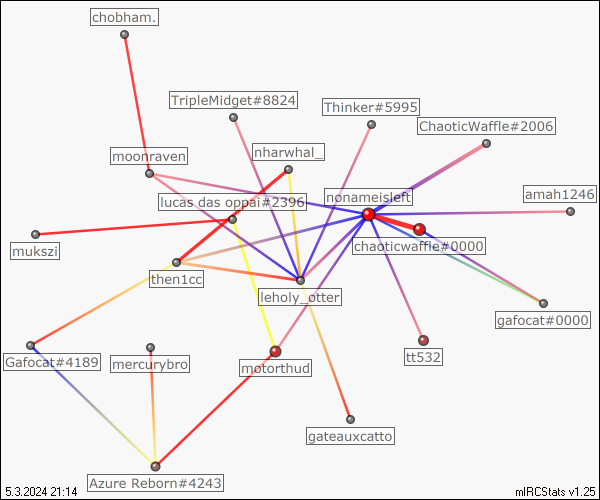 chobham.
TripleMidget#8824
Thinker#5995
ChaoticWaffle#2006
moonraven
nharwhal_
nonameisleft
amah1246
lucas das oppai#2396
mukszi
chaoticwaffle#0000
then1cc
leholy_otter
gafocat#0000
Gafocat#4189
mercurybro
motorthud
tt532
gateauxcatto
Azure Reborn#4243
5.3.2024 21:14
mIRCStats v1.25